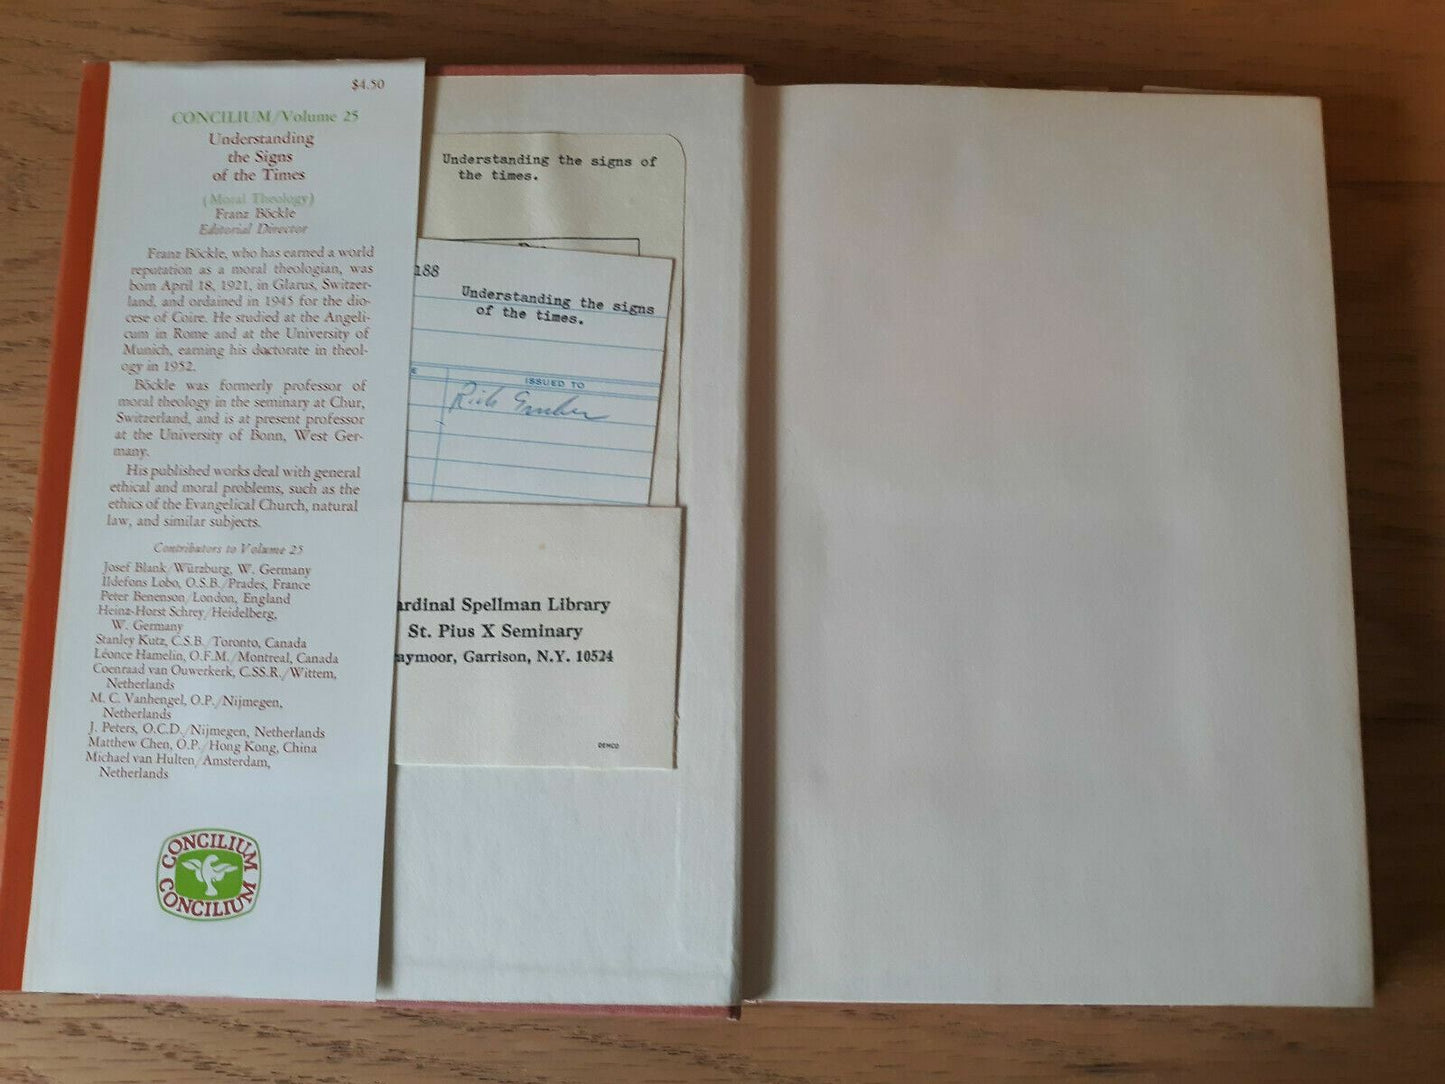 $4.50
CONCILIUM/Volume 25
Understanding
the Signs
of the Times
(Moral Theology)
Franz Böckle
Editorial Director
Franz Böckle, who has earned a world
reputation as a moral theologian, was
born April 18, 1921, in Glarus, Switzer-
land, and ordained in 1945 for the dio-
cese of Coire. He studied at the Angeli-
cum in Rome and at the University of
Munich, earning his doctorate in theol-
ogy in 1952.
Böckle was formerly professor of
moral theology in the seminary at Chur,
Switzerland, and is at present professor
at the University of Bonn, West Ger-
many.
His published works deal with general
ethical and moral problems, such as the
ethics of the Evangelical Church, natural
law, and similar subjects.
Contributors to Volume 25
Josef Blank/Würzburg, W. Germany
Ildefons Lobo, O.S.B./Prades, France
Peter Benenson/London, England
Heinz-Horst Schrey/Heidelberg,
W. Germany
Stanley Kutz, C.S.B./Toronto, Canada
Léonce Hamelin, O.F.M./Montreal, Canada
Coenraad van Ouwerkerk, C.SS.R./Wittem,
Netherlands
M. C. Vanhengel, O.P./Nijmegen,
Netherlands
J. Peters, O.C.D./Nijmegen, Netherlands
Matthew Chen, O.P./Hong Kong, China
Michael van Hulten/Amsterdam,
Netherlands
CONCILIUM
CONCILIUM
Understanding the signs of
the times.
188
Understanding the signs
of the times.
E
ISSUED TO
Rick
ardinal Spellman Library
St. Pius X Seminary
aymoor, Garrison, N.Y. 10524
DEMCO